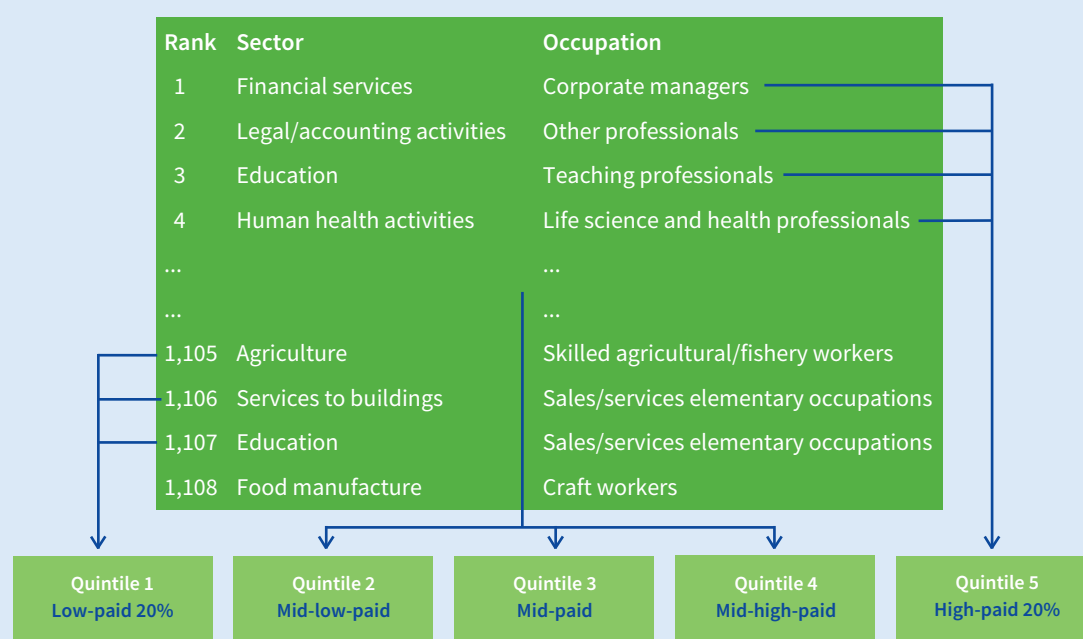 Rank Sector Occupation
1 Financial services Corporate managers
2 Legal/accounting activities Other professionals
3 Education Teaching professionals
4 Human health activities Life science and health professionals
... ...
... ...
1,105 Agriculture Skilled agricultural/fishery workers
1,106 Services to buildings Sales/services elementary occupations
1,107 Education Sales/services elementary occupations
1,108 Food manufacture Craft workers
Quintile 1
Low-paid 20%
Quintile 2
Mid-low-paid
Quintile 3
Mid-paid
Quintile 4
Mid-high-paid
Quintile 5
High-paid 20%